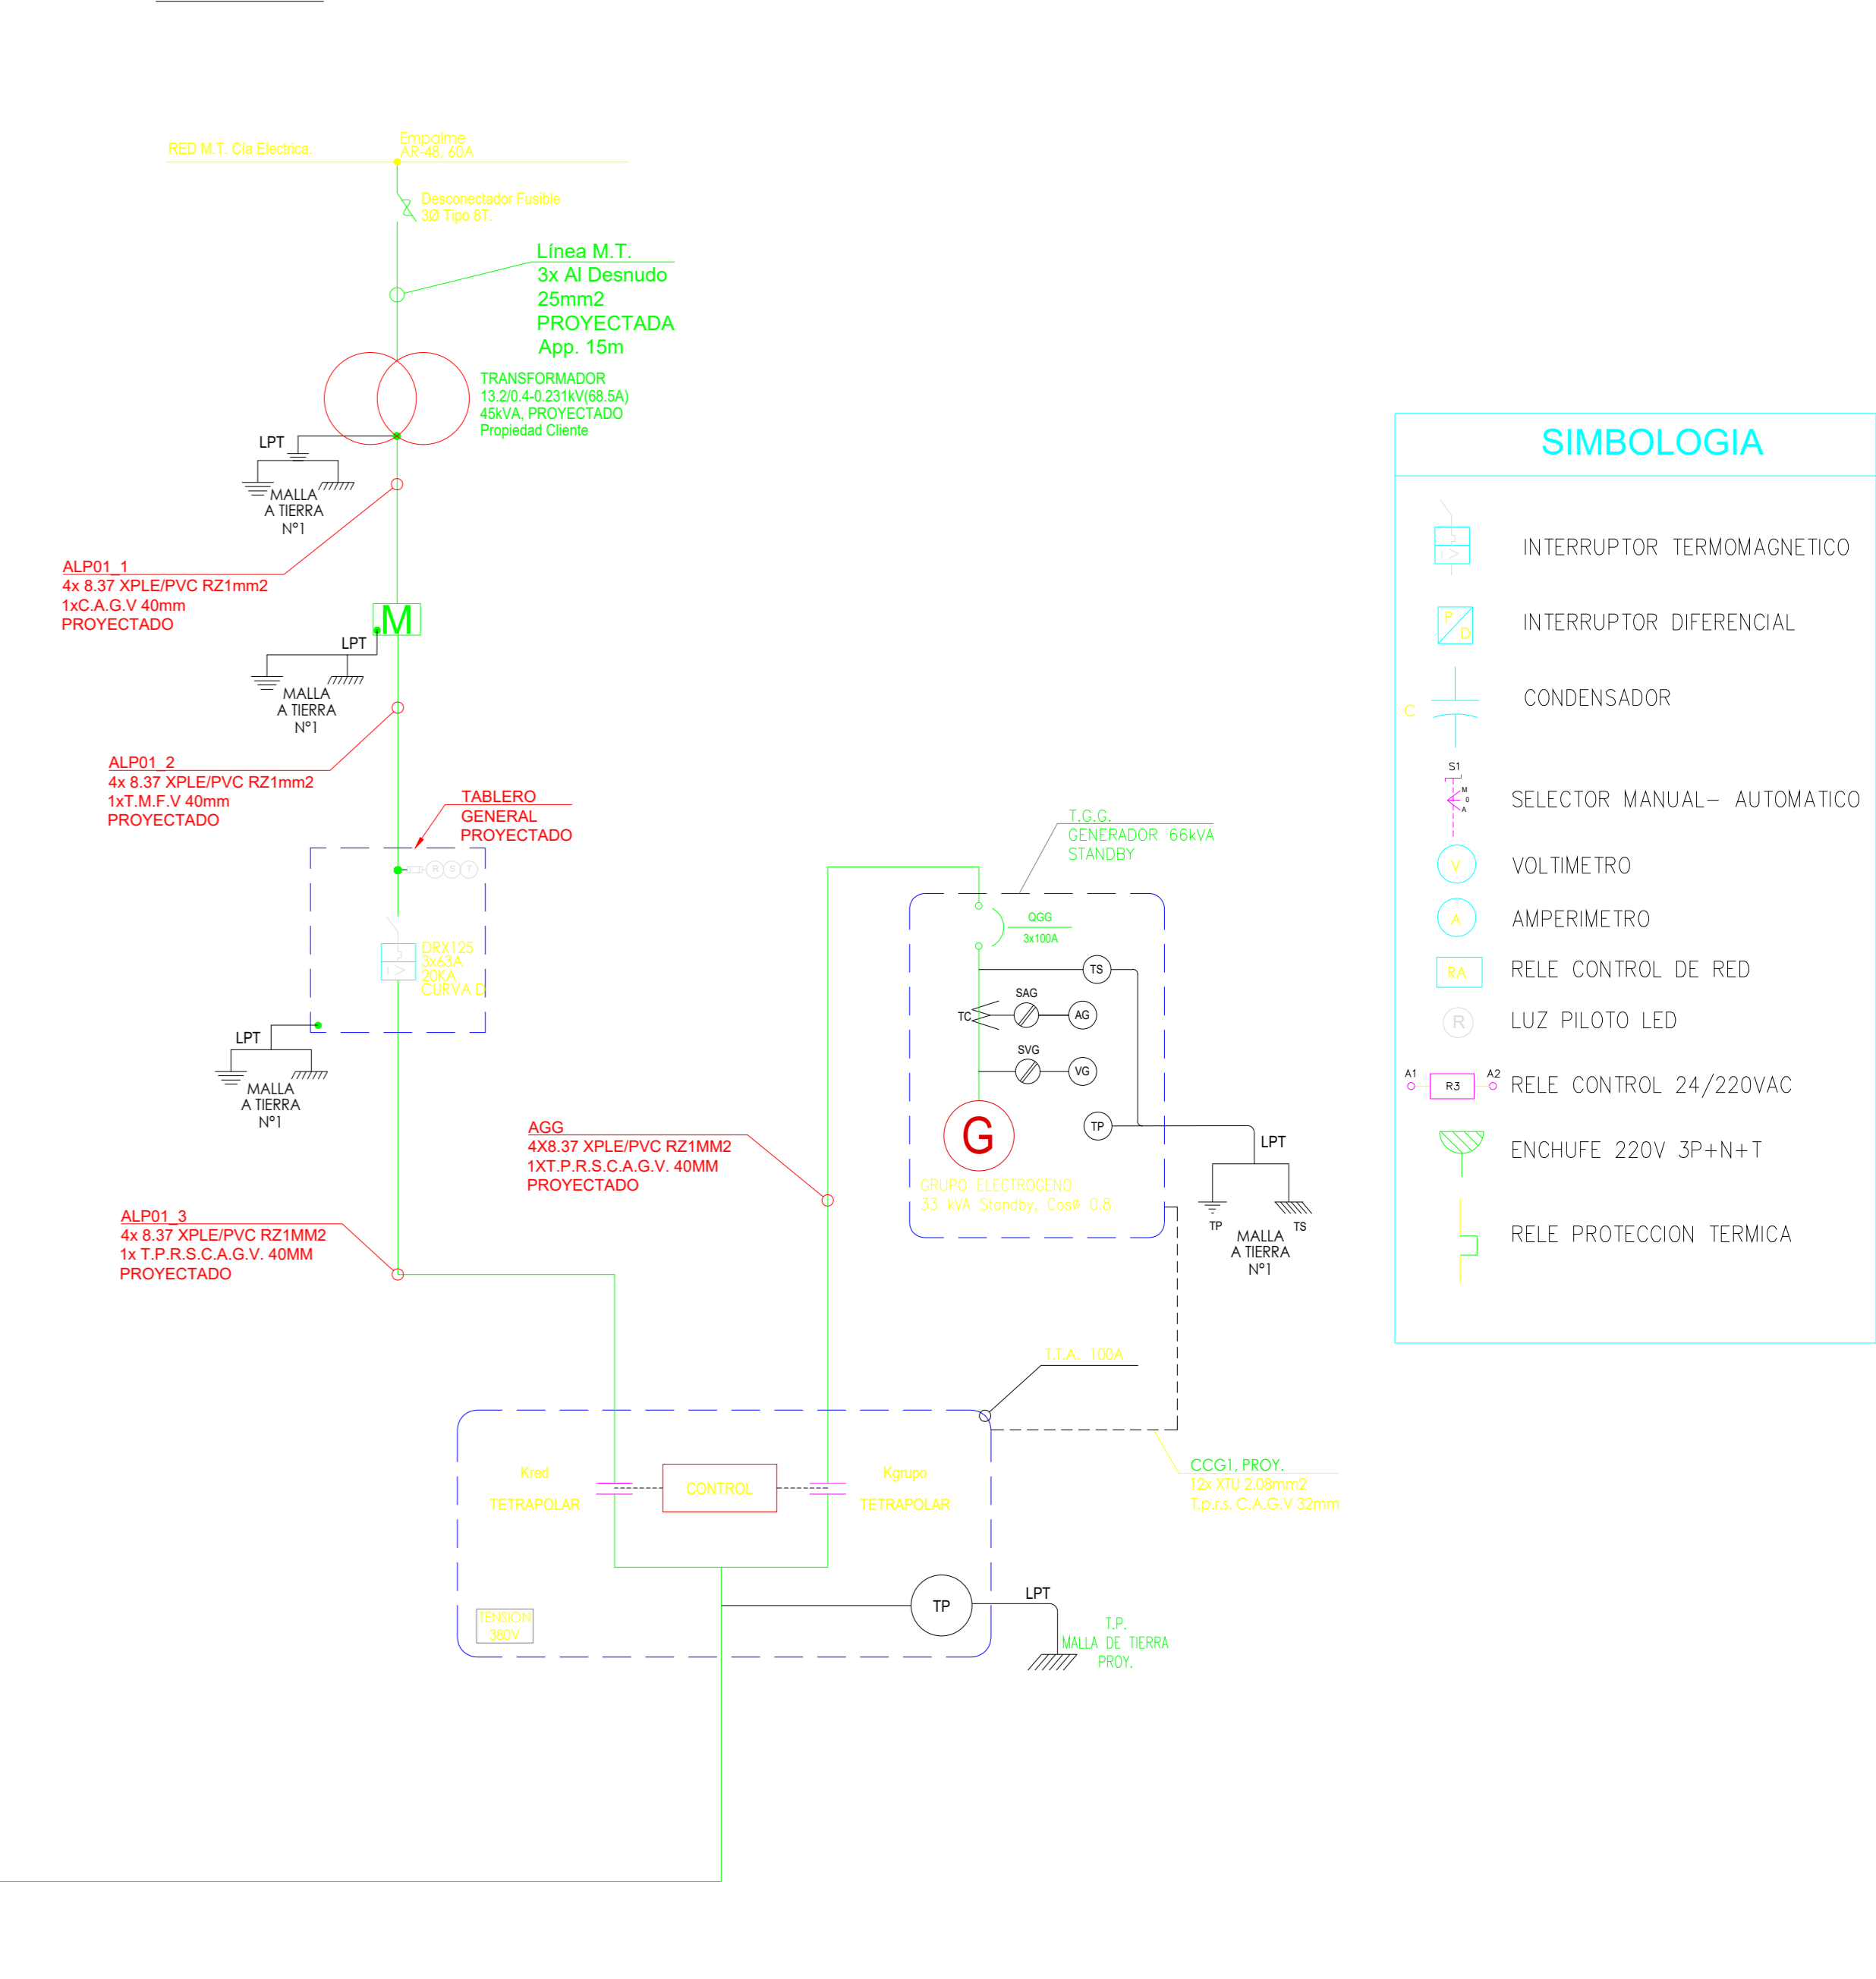 RED M.T. Cía Electrica.
Empalme
AR-48, 60A
Desconectador Fusible
3Ø Tipo 8T.
Línea M.T.
3x Al Desnudo
25mm2
PROYECTADA
App. 15m
TRANSFORMADOR
13.2/0.4-0.231kV(68.5A)
45kVA, PROYECTADO
Propiedad Cliente
LPT
MALLA
A TIERRA
Nº1
ALP01_1
4x 8.37 XPLE/PVC RZ1mm2
1xC.A.G.V 40mm
PROYECTADO
M
LPT
MALLA
A TIERRA
Nº1
ALP01_2
4x 8.37 XPLE/PVC RZ1mm2
1xT.M.F.V 40mm
PROYECTADO
TABLERO
GENERAL
PROYECTADO
R S T
I >
DRX125
3x63A
20KA
CURVA D
LPT
MALLA
A TIERRA
Nº1
ALP01_3
4x 8.37 XPLE/PVC RZ1MM2
1x T.P.R.S.C.A.G.V. 40MM
PROYECTADO
AGG
4X8.37 XPLE/PVC RZ1MM2
1XT.P.R.S.C.A.G.V. 40MM
PROYECTADO
T.G.G.
GENERADOR 66kVA
STANDBY
QGG
3x100A
TS
TC
SAG
AG
SVG
VG
G
TP
GRUPO ELECTROGENO
33 kVA Standby, Cosø 0.8
LPT
TP
TS
MALLA
A TIERRA
Nº1
T.T.A. 100A
Kred
TETRAPOLAR
CONTROL
Kgrupo
TETRAPOLAR
CCG1, PROY.
12x XTU 2.08mm2
T.p.r.s. C.A.G.V 32mm
TENSION
380V
TP
LPT
T.P.
MALLA DE TIERRA
PROY.
SIMBOLOGIA
I >
INTERRUPTOR TERMOMAGNETICO
P
D
INTERRUPTOR DIFERENCIAL
C
CONDENSADOR
S1
M
0
A
SELECTOR MANUAL- AUTOMATICO
V
VOLTIMETRO
A
AMPERIMETRO
RA
RELE CONTROL DE RED
R
LUZ PILOTO LED
A1 R3 A2
RELE CONTROL 24/220VAC
ENCHUFE 220V 3P+N+T
RELE PROTECCION TERMICA